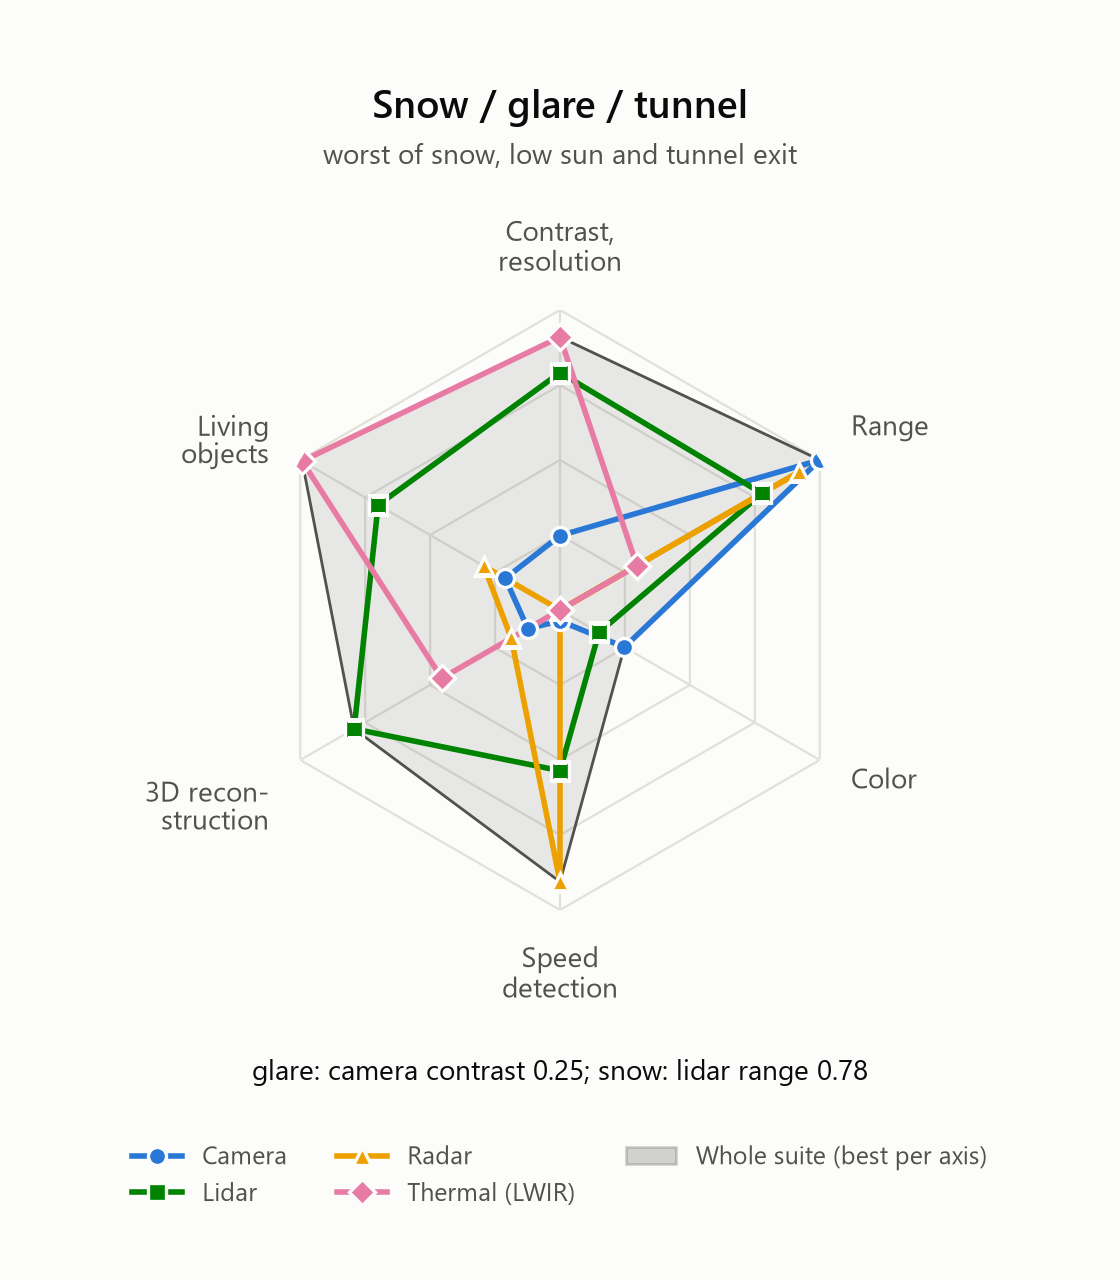 Snow / glare / tunnel
worst of snow, low sun and tunnel exit
Contrast,
resolution
Living
objects
Range
3D recon-
struction
Color
Speed
detection
glare: camera contrast 0.25; snow: lidar range 0.78
Camera
Radar
Whole suite (best per axis)
Lidar
Thermal (LWIR)